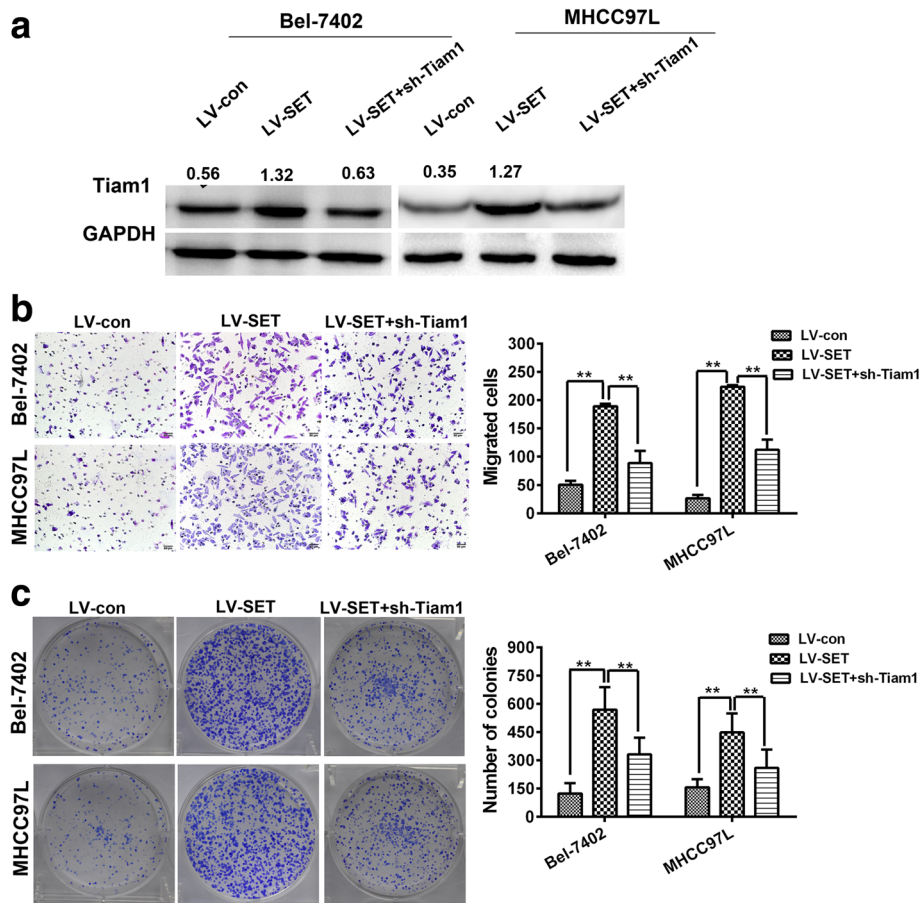 a
Bel-7402
MHCC97L
LV-con
LV-SET
LV-SET+sh-Tiam1
LV-con
LV-SET
LV-SET+sh-Tiam1
Tiam1
0.56
1.32
0.63
0.35
1.27
GAPDH
b
LV-con
LV-SET
LV-SET+sh-Tiam1
Bel-7402
MHCC97L
LV-con
LV-SET
LV-SET+sh-Tiam1
Migrated cells
300
250
200
150
100
50
0
**
**
**
**
Bel-7402
MHCC97L
c
LV-con
LV-SET
LV-SET+sh-Tiam1
Bel-7402
MHCC97L
LV-con
LV-SET
LV-SET+sh-Tiam1
Number of colonies
900
750
600
450
300
150
0
**
**
**
**
Bel-7402
MHCC97L